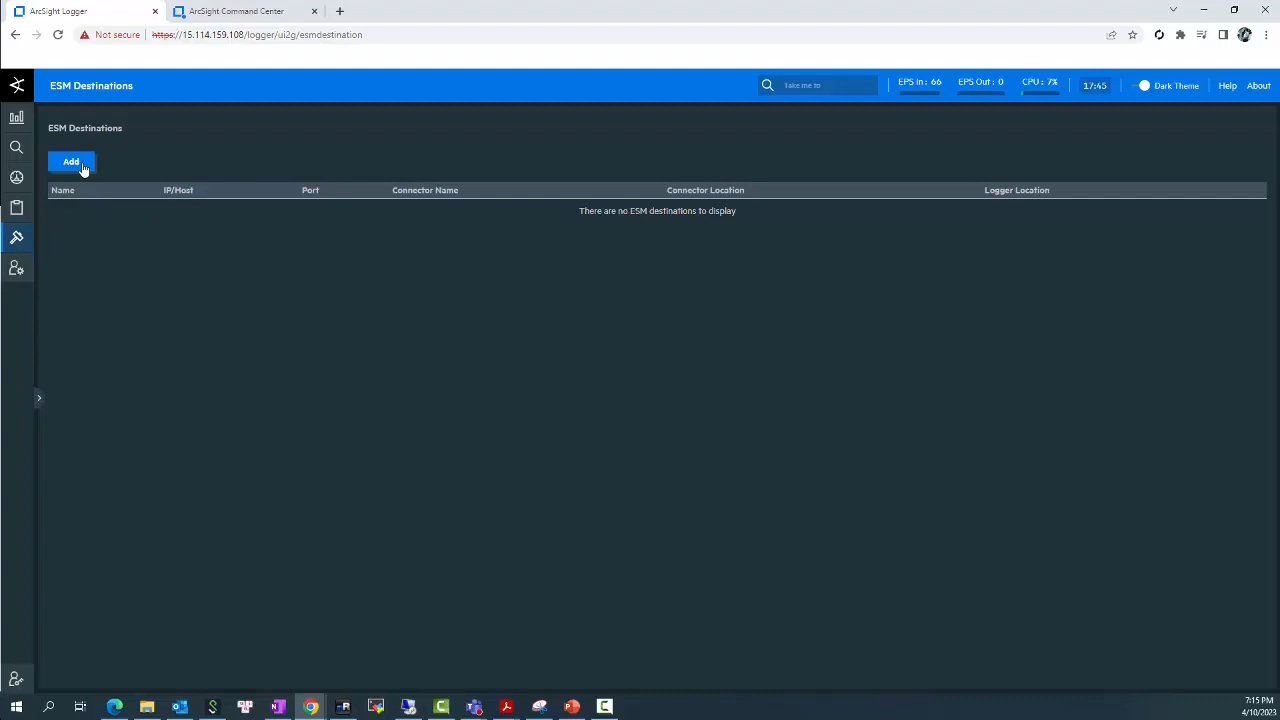 ArcSight Logger
ArcSight Command Center
Not secure https://15.114.159.108/logger/ui2g/esmdestination
ESM Destinations
Take me to
EPS In : 66
EPS Out : 0
CPU : 7%
17:45
Dark Theme
Help
About
ESM Destinations
Add
Name IP/Host Port Connector Name Connector Location Logger Location
There are no ESM destinations to display
7:15 PM
4/10/2023